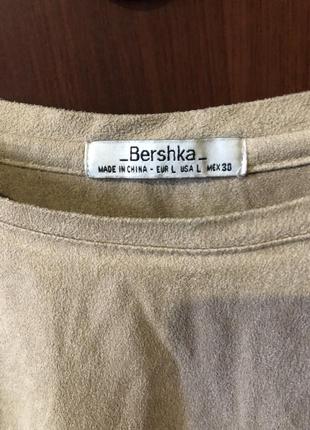 _Bershka_
MADE IN CHINA - EUR L USA L MEX 30